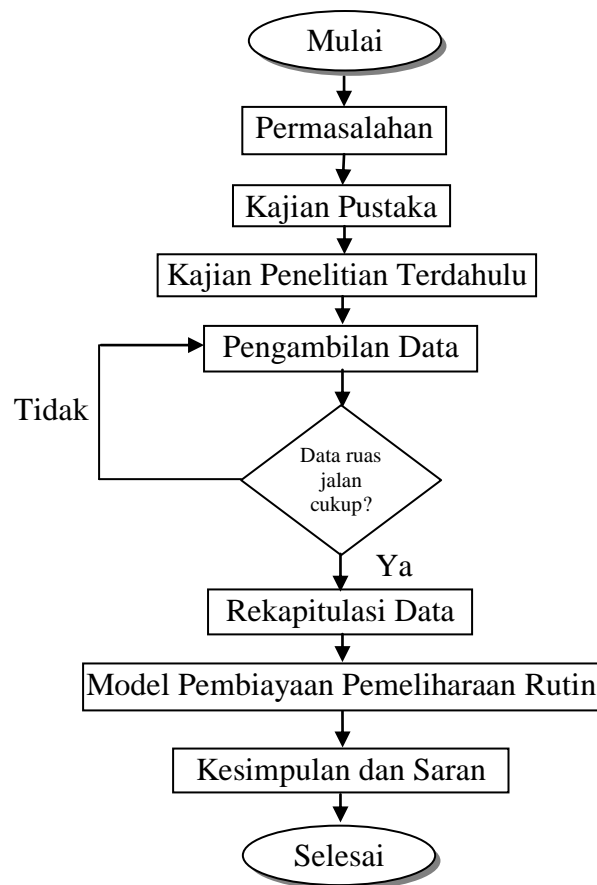 Mulai
Permasalahan
Kajian Pustaka
Kajian Penelitian Terdahulu
Pengambilan Data
Tidak
Data ruas
jalan
cukup?
Ya
Rekapitulasi Data
Model Pembiayaan Pemeliharaan Rutin
Kesimpulan dan Saran
Selesai